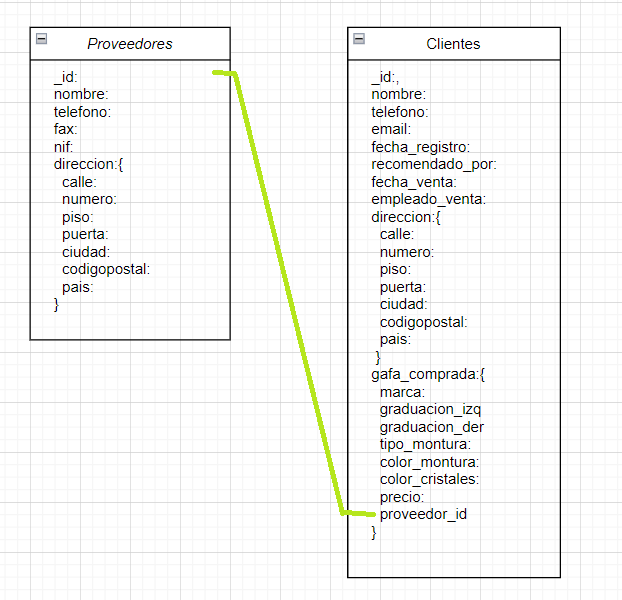 Proveedores
_id:
nombre:
telefono:
fax:
nif:
direccion:{
calle:
numero:
piso:
puerta:
ciudad:
codigopostal:
pais:
}
Clientes
_id:,
nombre:
telefono:
email:
fecha_registro:
recomendado_por:
fecha_venta:
empleado_venta:
direccion:{
calle:
numero:
piso:
puerta:
ciudad:
codigopostal:
pais:
}
gafa_comprada:{
marca:
graduacion_izq
graduacion_der
tipo_montura:
color_montura:
color_cristales:
precio:
proveedor_id
}